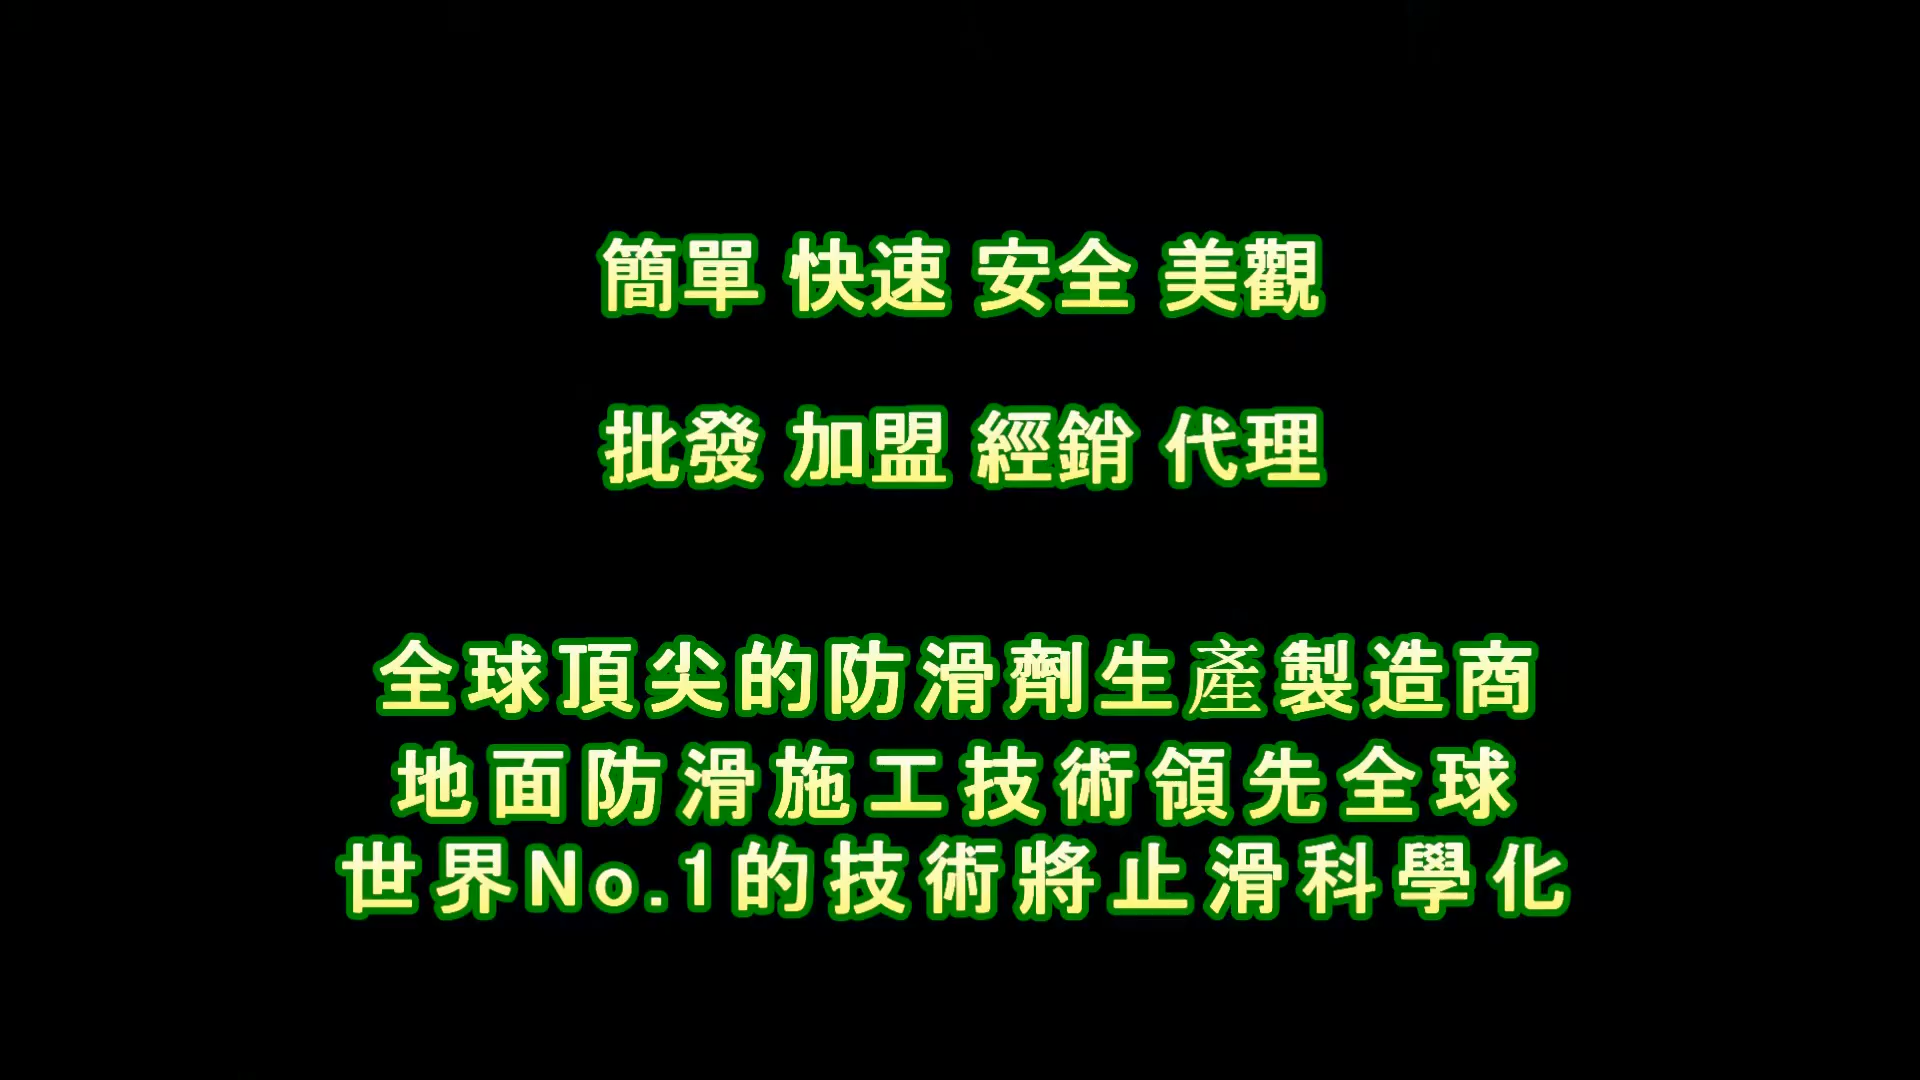 簡單 快速 安全 美觀
批發 加盟 經銷 代理
全球頂尖的防滑劑生產製造商
地面防滑施工技術領先全球
世界No.1的技術將止滑科學化